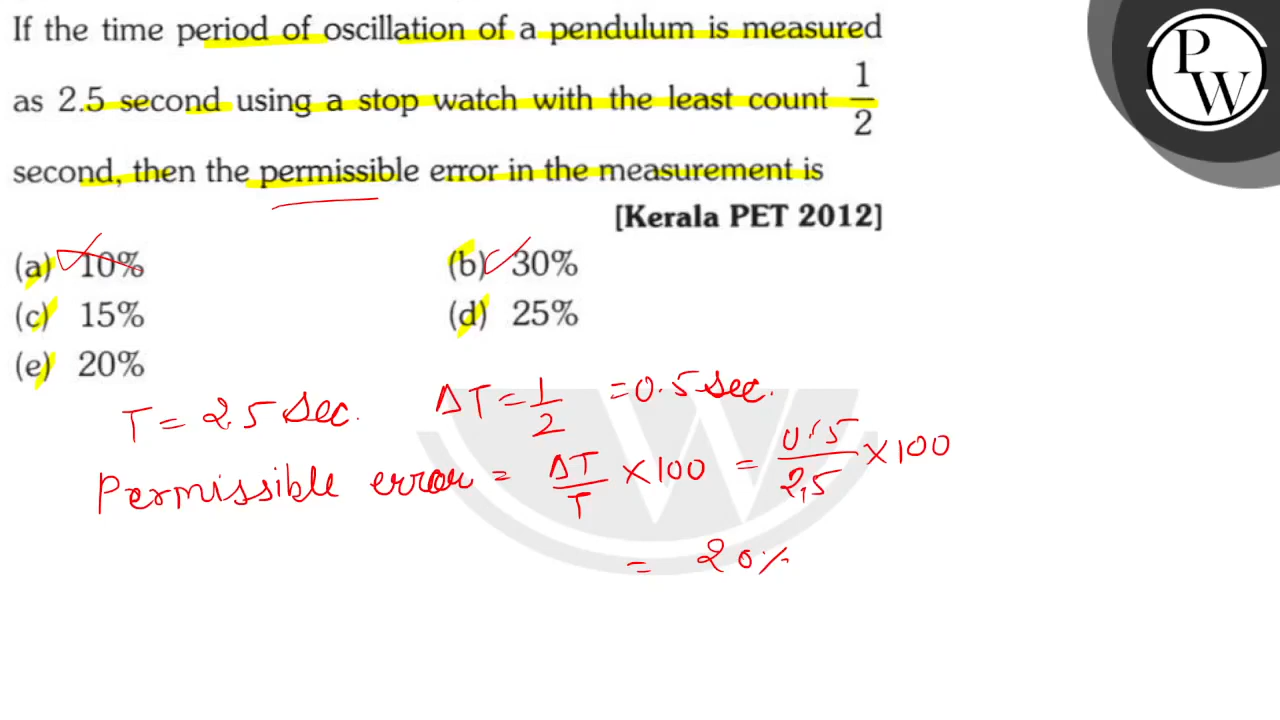 If the time period of oscillation of a pendulum is measured
as 2.5 second using a stop watch with the least count 1/2
second, then the permissible error in the measurement is
[Kerala PET 2012]
(a) 10% (b) 30%
(c) 15% (d) 25%
(e) 20%
T = 2.5 sec. ΔT = 1/2 = 0.5 sec.
Permissible error = ΔT/T × 100 = 0.5/2.5 × 100
= 20%
PW